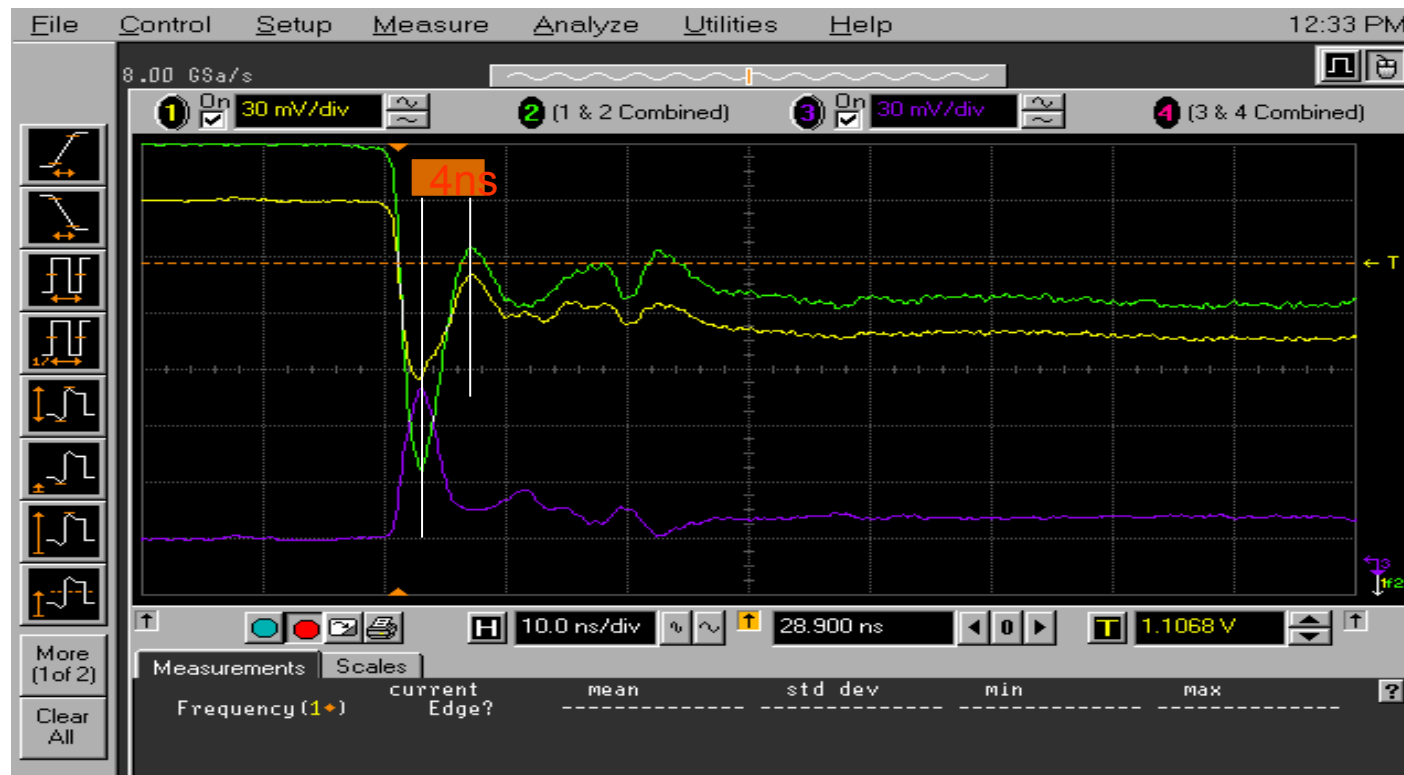 File Control Setup Measure Analyze Utilities Help 12:33 PM
8.00 GSa/s
1 On 30 mV/div 2 (1 & 2 Combined) 3 On 30 mV/div 4 (3 & 4 Combined)
4ns
T
More
(1of 2)
Clear
All
H 10.0 ns/div 28.900 ns 0 T 1.1068 V
Measurements Scales
current mean std dev min max
Frequency(1) Edge? -------------- -------------- -------------- --------------
?